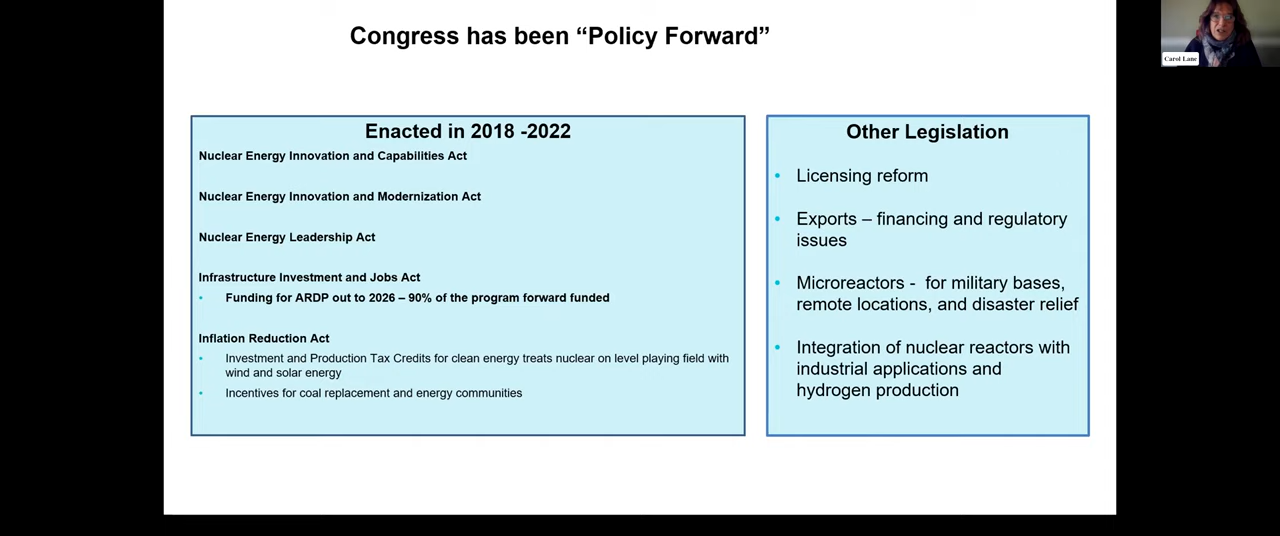 Congress has been “Policy Forward”
Carol Lane
Enacted in 2018 -2022
Nuclear Energy Innovation and Capabilities Act
Nuclear Energy Innovation and Modernization Act
Nuclear Energy Leadership Act
Infrastructure Investment and Jobs Act
• Funding for ARDP out to 2026 – 90% of the program forward funded
Inflation Reduction Act
• Investment and Production Tax Credits for clean energy treats nuclear on level playing field with
wind and solar energy
• Incentives for coal replacement and energy communities
Other Legislation
• Licensing reform
• Exports – financing and regulatory
issues
• Microreactors - for military bases,
remote locations, and disaster relief
• Integration of nuclear reactors with
industrial applications and
hydrogen production